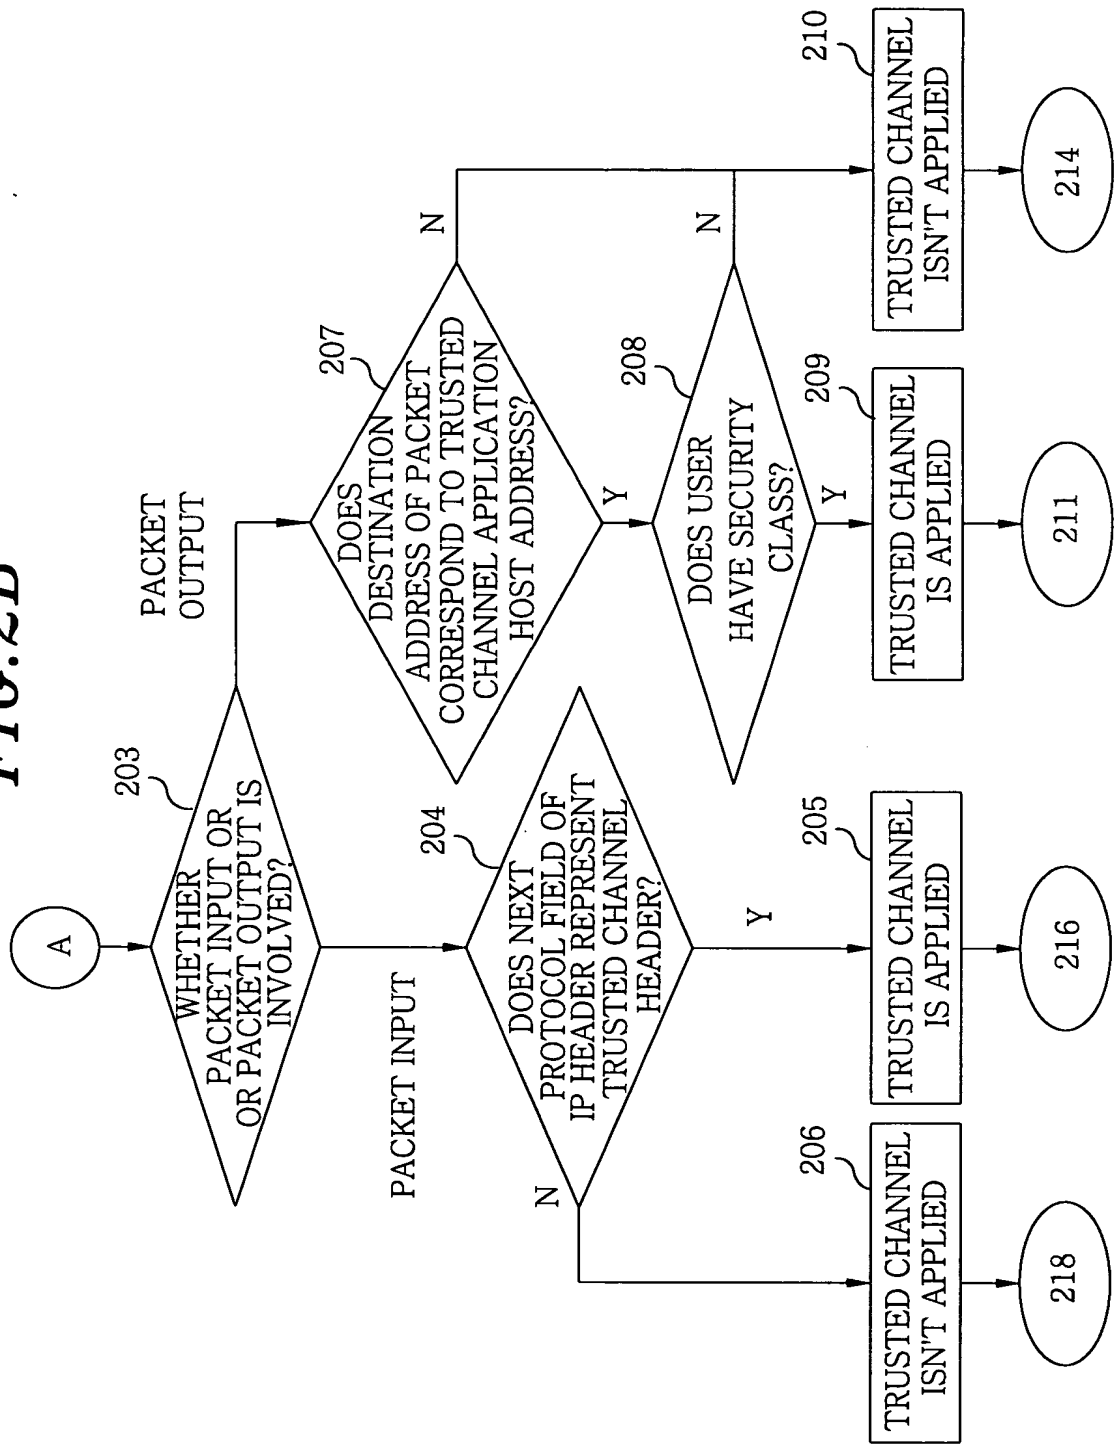 FIG.2B
A
203
WHETHER
PACKET INPUT OR
OR PACKET OUTPUT IS
INVOLVED?
PACKET INPUT
PACKET
OUTPUT
204
DOES NEXT
PROTOCOL FIELD OF
IP HEADER REPRESENT
TRUSTED CHANNEL
HEADER?
N
Y
206
TRUSTED CHANNEL
ISN'T APPLIED
218
205
TRUSTED CHANNEL
IS APPLIED
216
207
DOES
DESTINATION
ADDRESS OF PACKET
CORRESPOND TO TRUSTED
CHANNEL APPLICATION
HOST ADDRESS?
N
Y
208
DOES USER
HAVE SECURITY
CLASS?
N
Y
209
TRUSTED CHANNEL
IS APPLIED
211
210
TRUSTED CHANNEL
ISN'T APPLIED
214